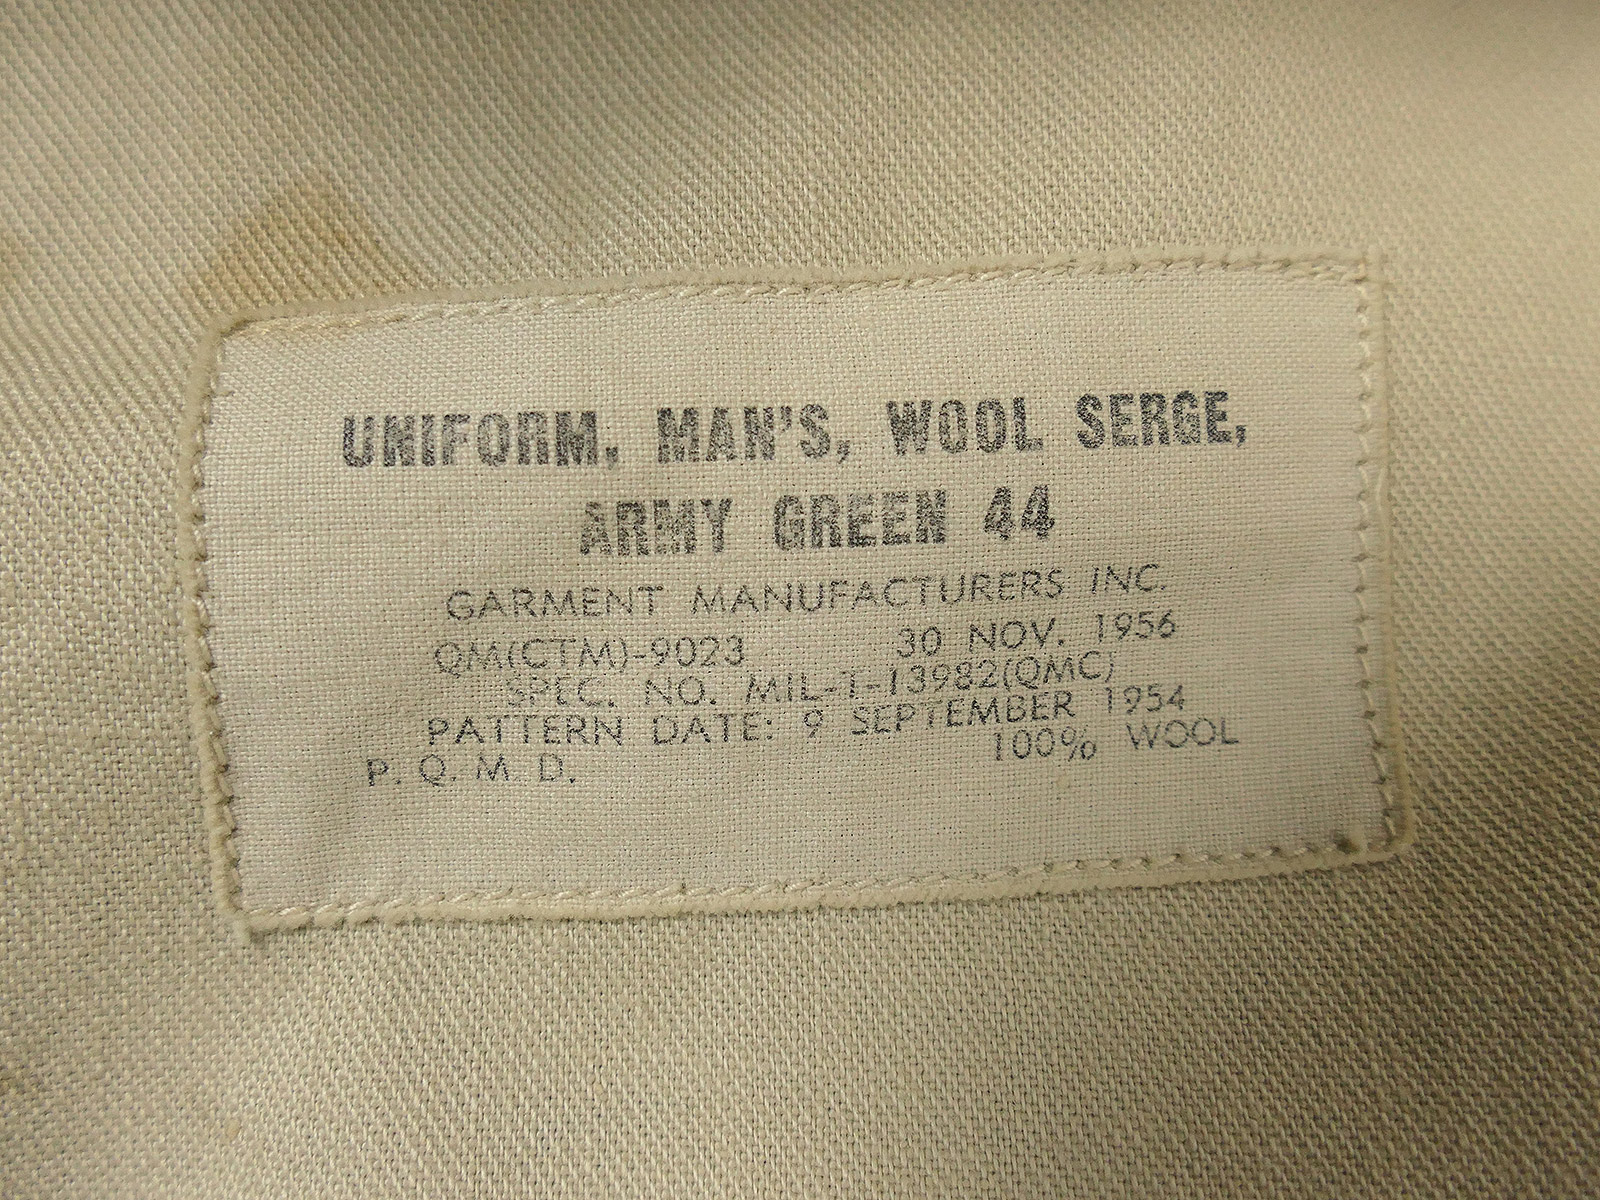 UNIFORM, MAN'S, WOOL SERGE,
ARMY GREEN 44
GARMENT MANUFACTURERS INC.
QM(CTM)-9023 30 NOV. 1956
SPEC. NO. MIL-T-13982(QMC)
PATTERN DATE: 9 SEPTEMBER 1954
P. Q. M. D. 100% WOOL